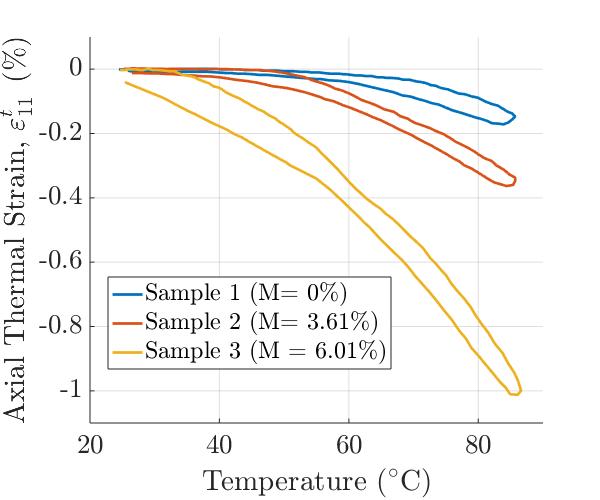 Axial Thermal Strain, ε₁₁ᵗ (%)
0
-0.2
-0.4
-0.6
-0.8
-1
Sample 1 (M= 0%)
Sample 2 (M= 3.61%)
Sample 3 (M = 6.01%)
20 40 60 80
Temperature (°C)